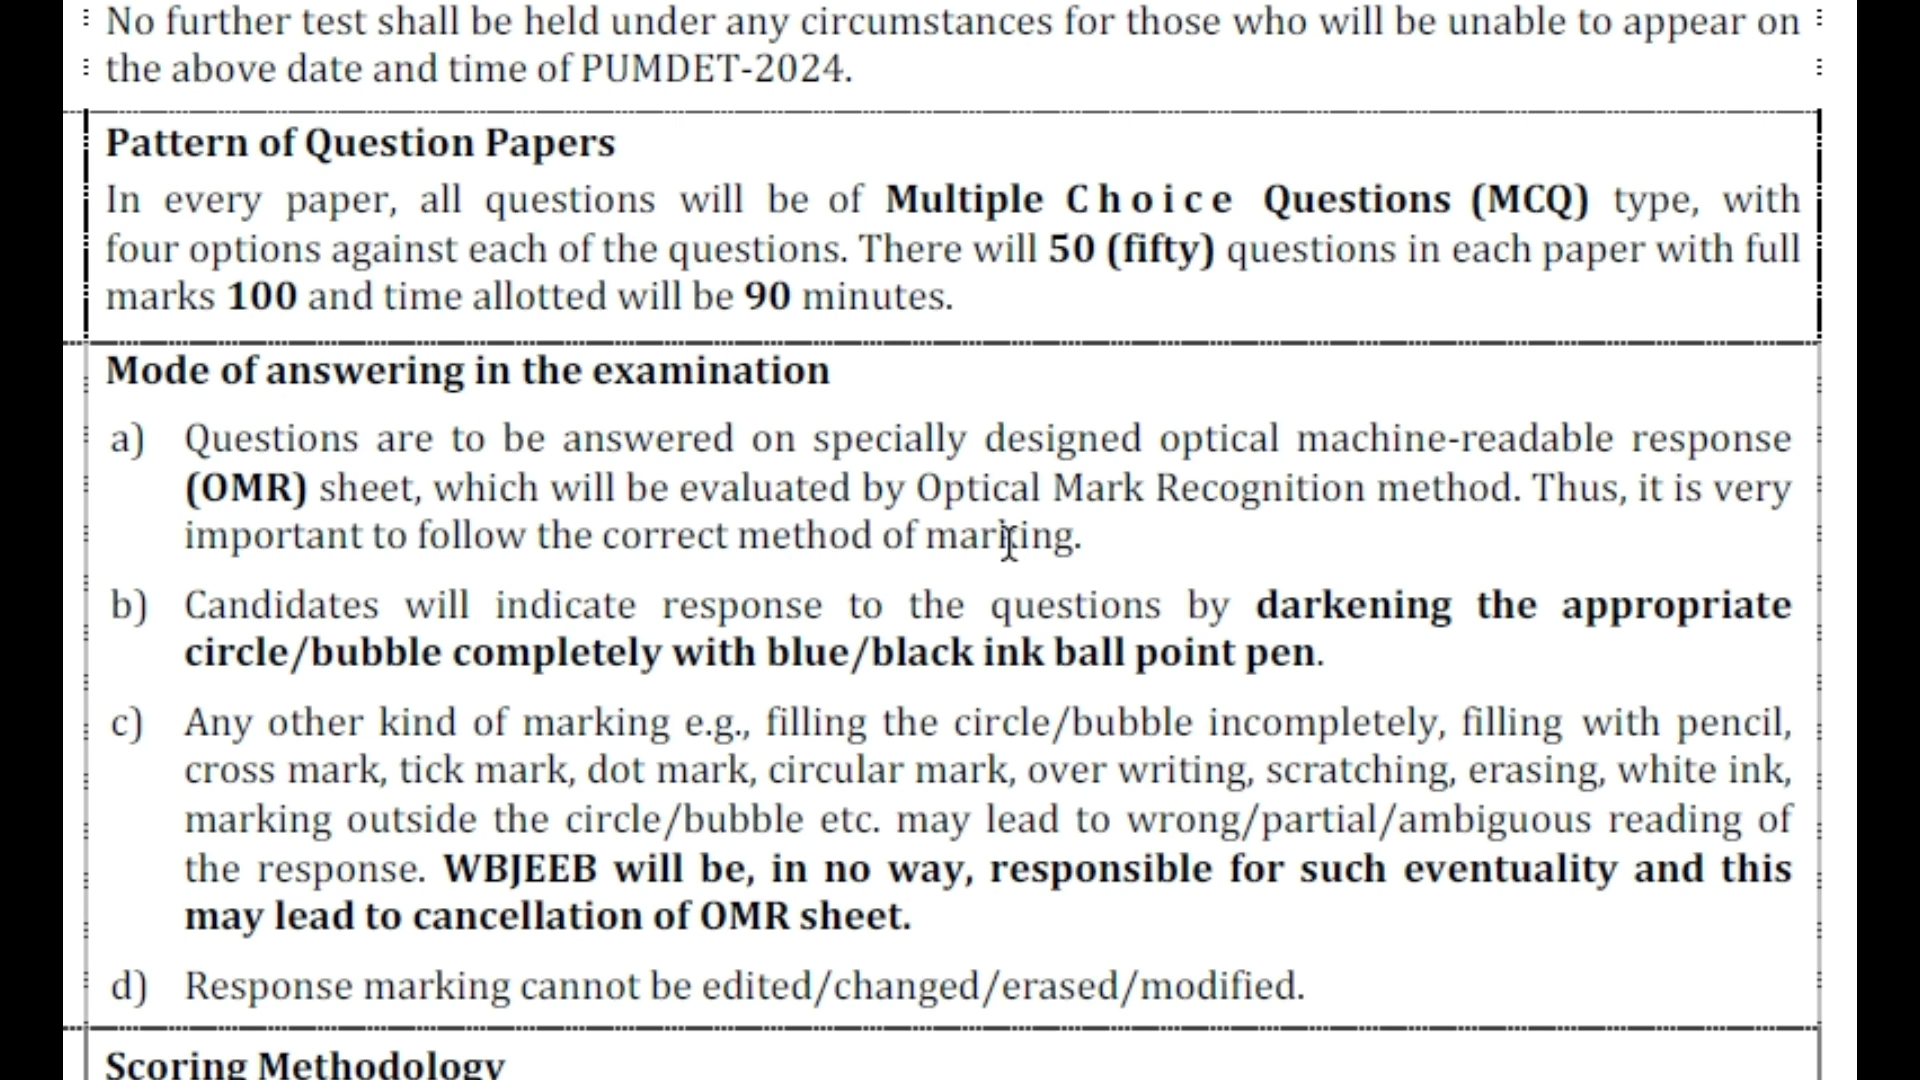 No further test shall be held under any circumstances for those who will be unable to appear on
the above date and time of PUMDET-2024.
Pattern of Question Papers
In every paper, all questions will be of Multiple Choice Questions (MCQ) type, with
four options against each of the questions. There will 50 (fifty) questions in each paper with full
marks 100 and time allotted will be 90 minutes.
Mode of answering in the examination
a) Questions are to be answered on specially designed optical machine-readable response
(OMR) sheet, which will be evaluated by Optical Mark Recognition method. Thus, it is very
important to follow the correct method of marking.
b) Candidates will indicate response to the questions by darkening the appropriate
circle/bubble completely with blue/black ink ball point pen.
c) Any other kind of marking e.g., filling the circle/bubble incompletely, filling with pencil,
cross mark, tick mark, dot mark, circular mark, over writing, scratching, erasing, white ink,
marking outside the circle/bubble etc. may lead to wrong/partial/ambiguous reading of
the response. WBJEEB will be, in no way, responsible for such eventuality and this
may lead to cancellation of OMR sheet.
d) Response marking cannot be edited/changed/erased/modified.
Scoring Methodology